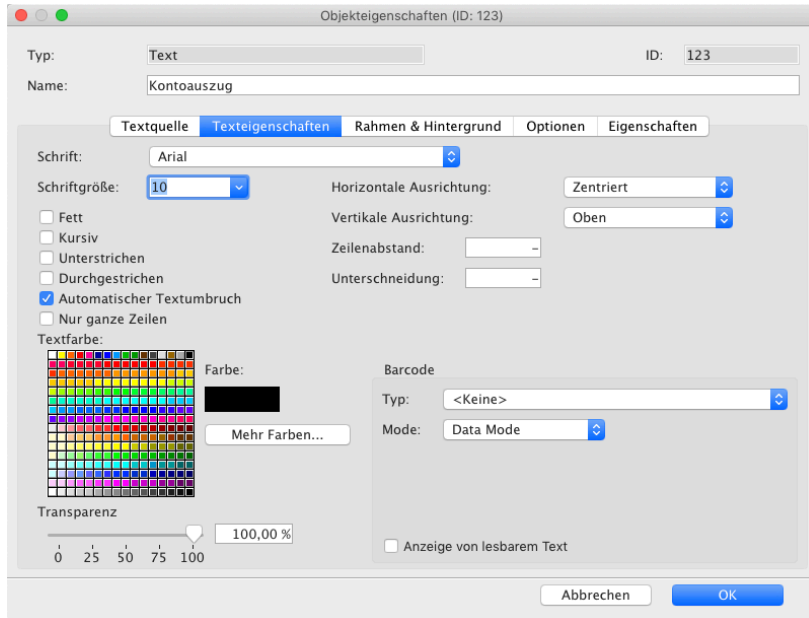 Objekteigenschaften (ID: 123)
Typ: Text ID: 123
Name: Kontoauszug
Textquelle Texteigenschaften Rahmen & Hintergrund Optionen Eigenschaften
Schrift: Arial
Schriftgröße: 10 Horizontale Ausrichtung: Zentriert
Fett Vertikale Ausrichtung: Oben
Kursiv
Zeilenabstand: –
Unterstrichen
Durchgestrichen Unterschneidung: –
Automatischer Textumbruch
Nur ganze Zeilen
Textfarbe:
Farbe: Barcode
Typ: <Keine>
Mehr Farben... Mode: Data Mode
Transparenz
100,00 %
Anzeige von lesbarem Text
0 25 50 75 100
Abbrechen OK